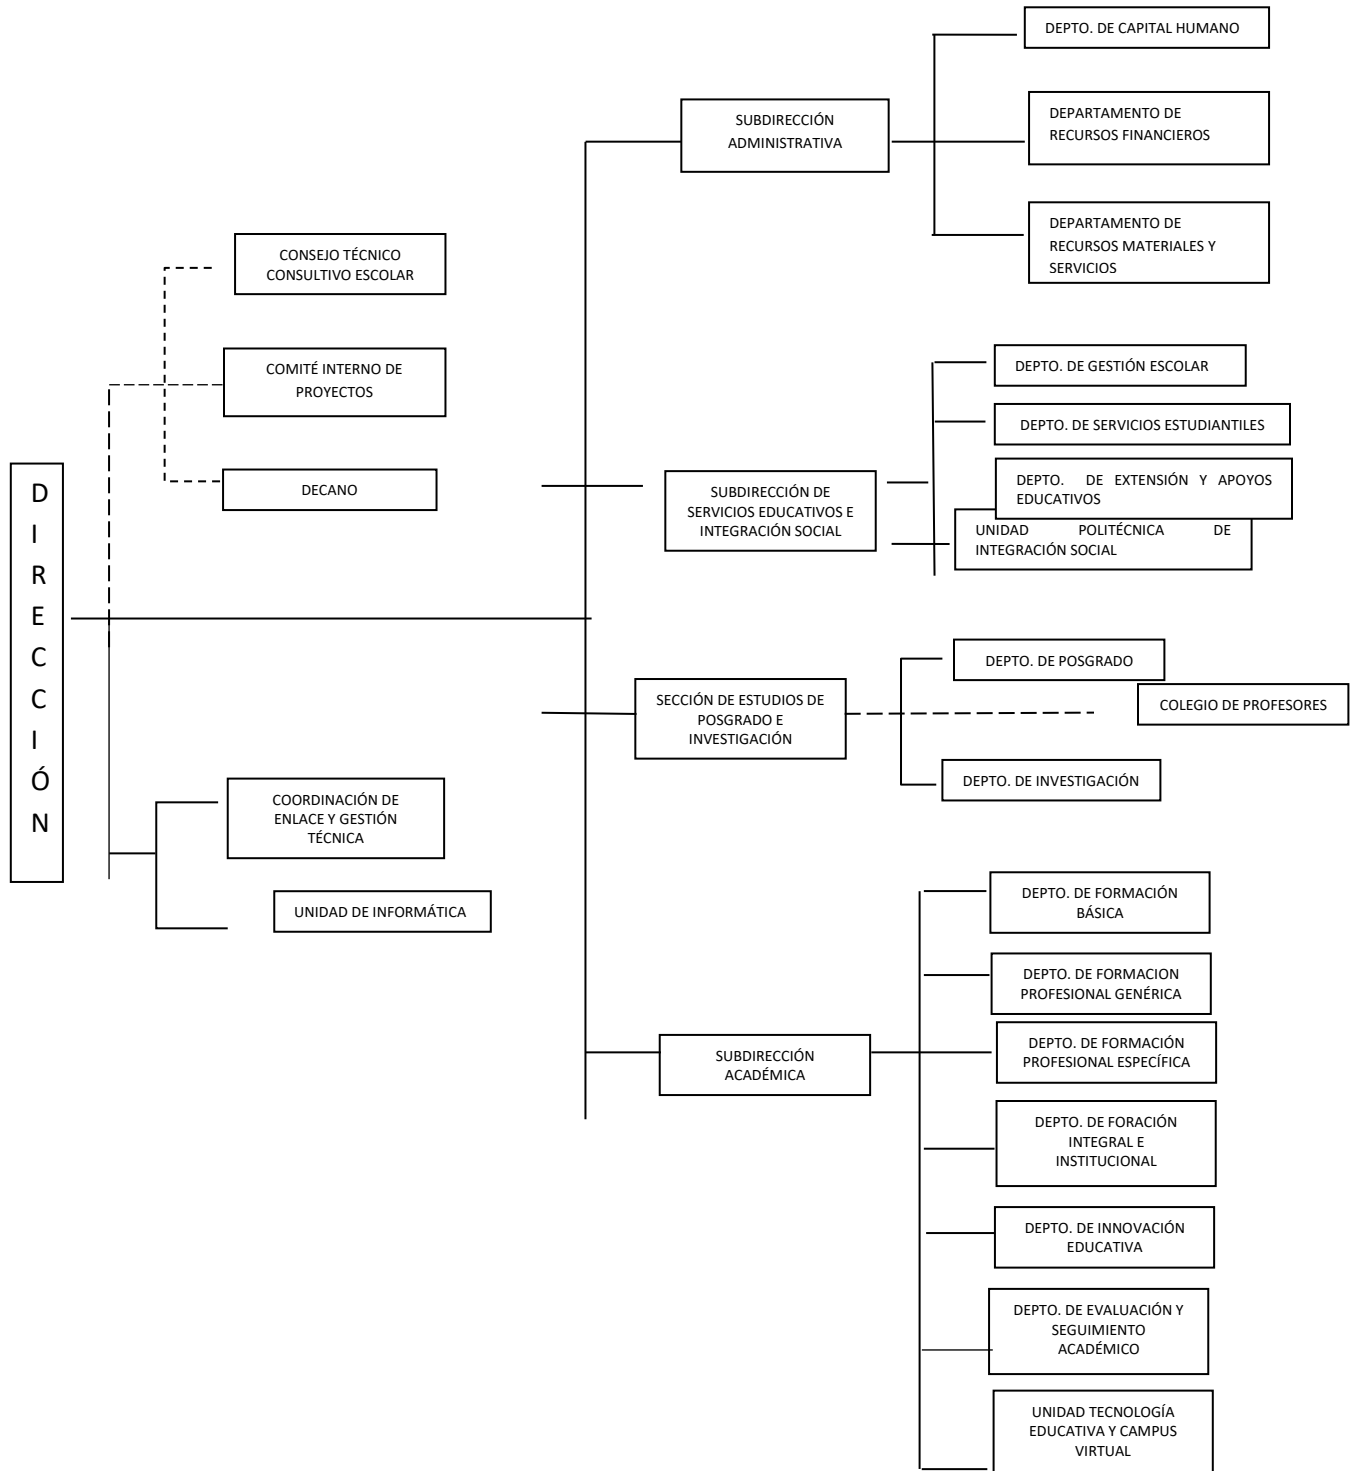 D
I
R
E
C
C
I
Ó
N
CONSEJO TÉCNICO
CONSULTIVO ESCOLAR
COMITÉ INTERNO DE
PROYECTOS
DECANO
COORDINACIÓN DE
ENLACE Y GESTIÓN
TÉCNICA
UNIDAD DE INFORMÁTICA
SUBDIRECCIÓN
ADMINISTRATIVA
DEPTO. DE CAPITAL HUMANO
DEPARTAMENTO DE
RECURSOS FINANCIEROS
DEPARTAMENTO DE
RECURSOS MATERIALES Y
SERVICIOS
SUBDIRECCIÓN DE
SERVICIOS EDUCATIVOS E
INTEGRACIÓN SOCIAL
DEPTO. DE GESTIÓN ESCOLAR
DEPTO. DE SERVICIOS ESTUDIANTILES
DEPTO. DE EXTENSIÓN Y APOYOS
EDUCATIVOS
UNIDAD POLITÉCNICA DE
INTEGRACIÓN SOCIAL
SECCIÓN DE ESTUDIOS DE
POSGRADO E
INVESTIGACIÓN
DEPTO. DE POSGRADO
COLEGIO DE PROFESORES
DEPTO. DE INVESTIGACIÓN
SUBDIRECCIÓN
ACADÉMICA
DEPTO. DE FORMACIÓN
BÁSICA
DEPTO. DE FORMACION
PROFESIONAL GENÉRICA
DEPTO. DE FORMACIÓN
PROFESIONAL ESPECÍFICA
DEPTO. DE FORACIÓN
INTEGRAL E
INSTITUCIONAL
DEPTO. DE INNOVACIÓN
EDUCATIVA
DEPTO. DE EVALUACIÓN Y
SEGUIMIENTO
ACADÉMICO
UNIDAD TECNOLOGÍA
EDUCATIVA Y CAMPUS
VIRTUAL